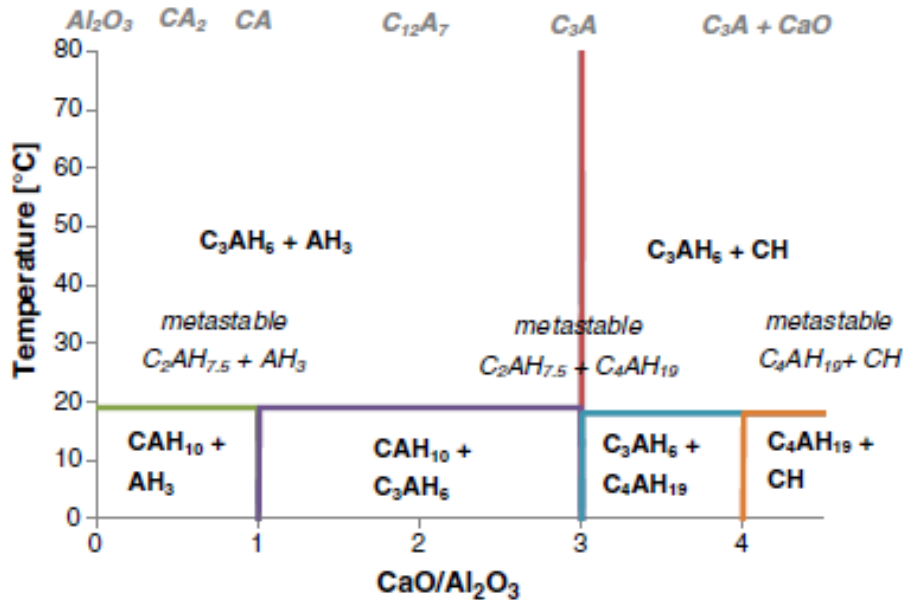 Al₂O₃ CA₂ CA C₁₂A₇ C₃A C₃A + CaO
80
70
60
50
40
30
20
10
0
Temperature [°C]
C₃AH₆ + AH₃
C₃AH₆ + CH
metastable
C₂AH₇.₅ + AH₃
metastable
C₂AH₇.₅ + C₄AH₁₉
metastable
C₄AH₁₉+ CH
CAH₁₀ +
AH₃
CAH₁₀ +
C₃AH₆
C₃AH₆ +
C₄AH₁₉
C₄AH₁₉ +
CH
0 1 2 3 4
CaO/Al₂O₃